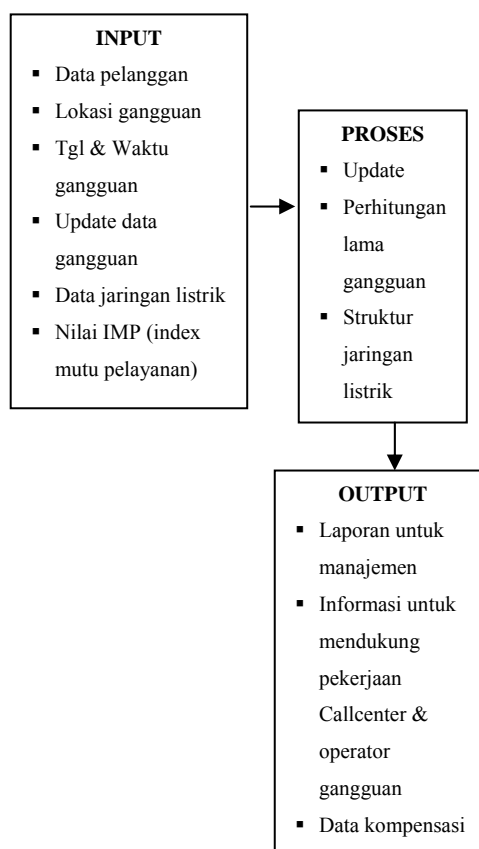 INPUT
▪ Data pelanggan
▪ Lokasi gangguan
▪ Tgl & Waktu
gangguan
▪ Update data
gangguan
▪ Data jaringan listrik
▪ Nilai IMP (index
mutu pelayanan)
PROSES
▪ Update
▪ Perhitungan
lama
gangguan
▪ Struktur
jaringan
listrik
OUTPUT
▪ Laporan untuk
manajemen
▪ Informasi untuk
mendukung
pekerjaan
Callcenter &
operator
gangguan
▪ Data kompensasi